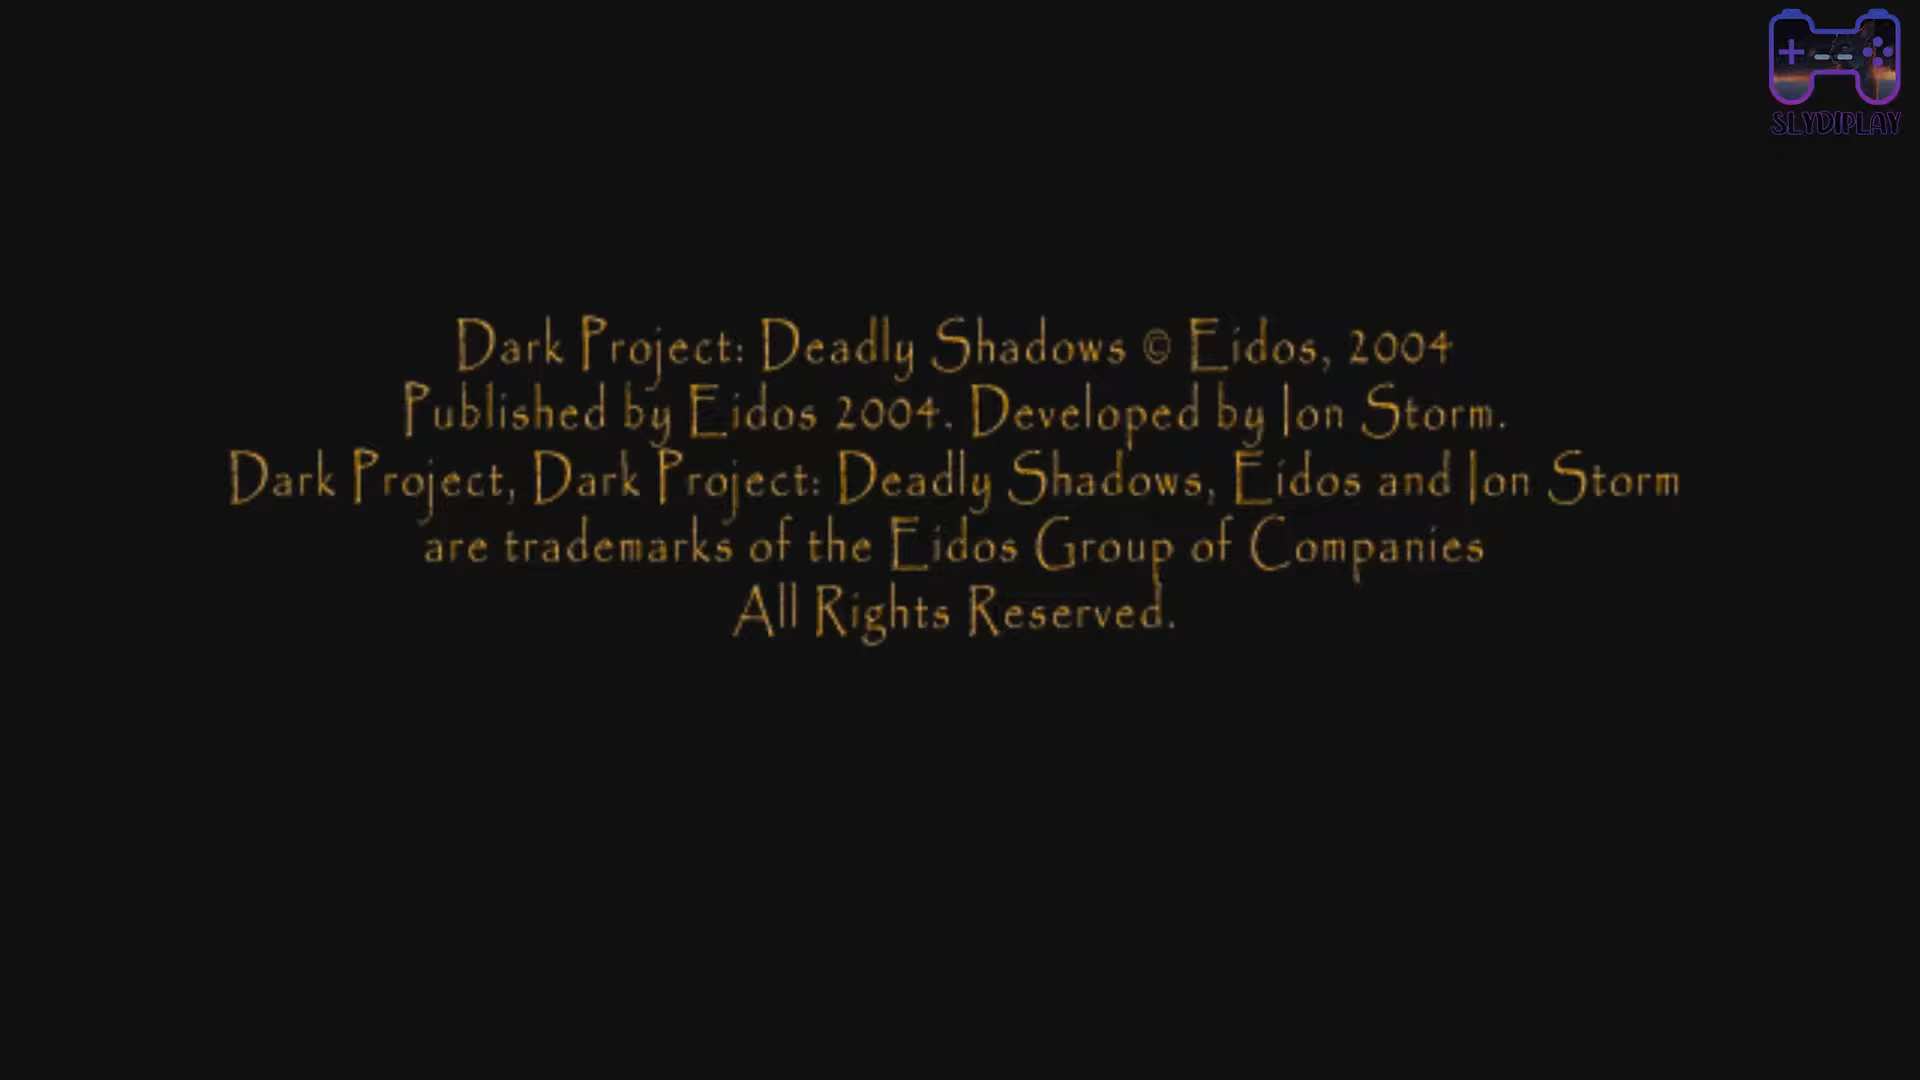 SLYDIPLAY
Dark Project: Deadly Shadows © Eidos, 2004
Published by Eidos 2004. Developed by Ion Storm.
Dark Project, Dark Project: Deadly Shadows, Eidos and Ion Storm
are trademarks of the Eidos Group of Companies
All Rights Reserved.